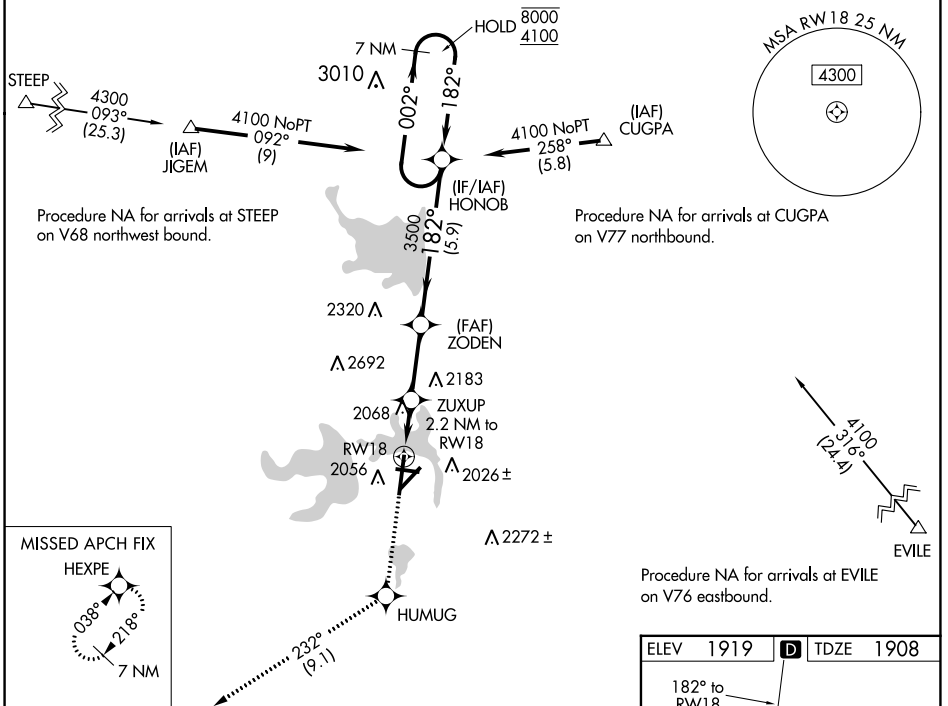 HOLD 8000
4100
7 NM
3010
002°
182°
STEEP
4300
093°
(25.3)
(IAF)
JIGEM
4100 NoPT
092°
(9)
4100 NoPT
258°
(5.8)
(IAF)
CUGPA
MSA RW18 25 NM
4300
(IF/IAF)
HONOB
Procedure NA for arrivals at STEEP
on V68 northwest bound.
Procedure NA for arrivals at CUGPA
on V77 northbound.
3500
182°
(5.9)
2320
(FAF)
ZODEN
2692
2183
2068
ZUXUP
2.2 NM to
RW18
RW18
2056
2026 ±
2272 ±
4100
316°
(24.4)
EVILE
Procedure NA for arrivals at EVILE
on V76 eastbound.
MISSED APCH FIX
HEXPE
038°
218°
7 NM
HUMUG
232°
(9.1)
ELEV 1919 D TDZE 1908
182° to
RW18